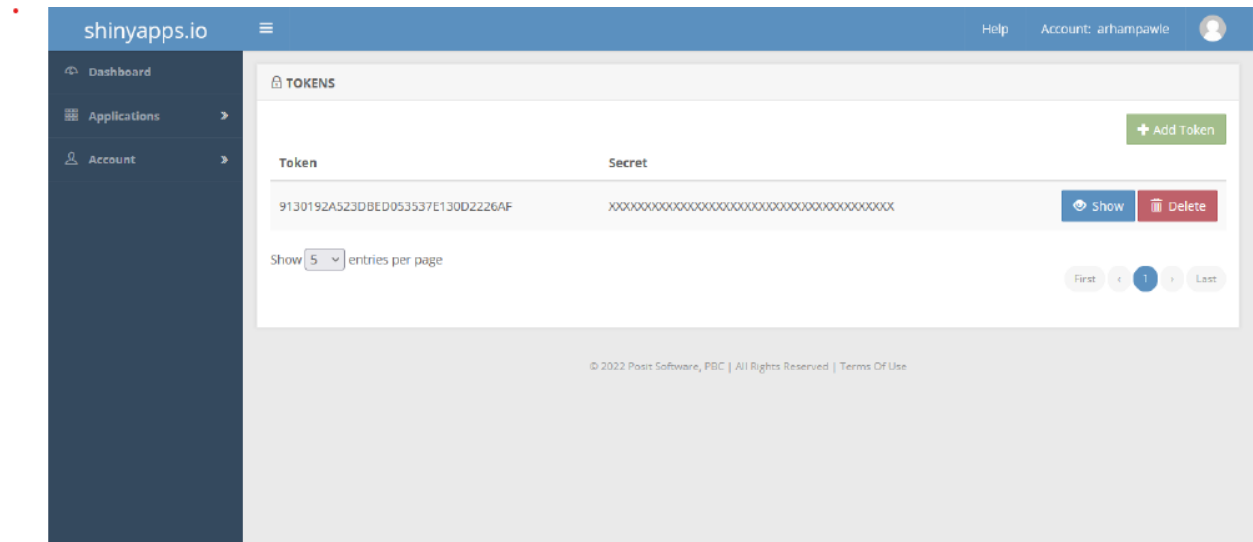 shinyapps.io
Help Account: arhampawle
Dashboard
TOKENS
Applications
Add Token
Account
Token Secret
9130192A523DBED053537E130D2226AF XXXXXXXXXXXXXXXXXXXXXXXXXXXXXXXXXXXXXXXX Show Delete
Show 5 entries per page
First ‹ 1 › Last
© 2022 Posit Software, PBC | All Rights Reserved | Terms Of Use